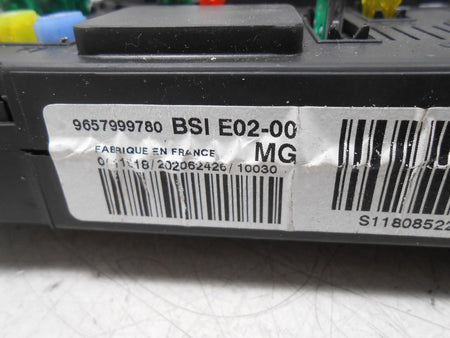 9657999780 BSI E02-00
FABRIQUE EN FRANCE MG
/202062426/10030
S11808522